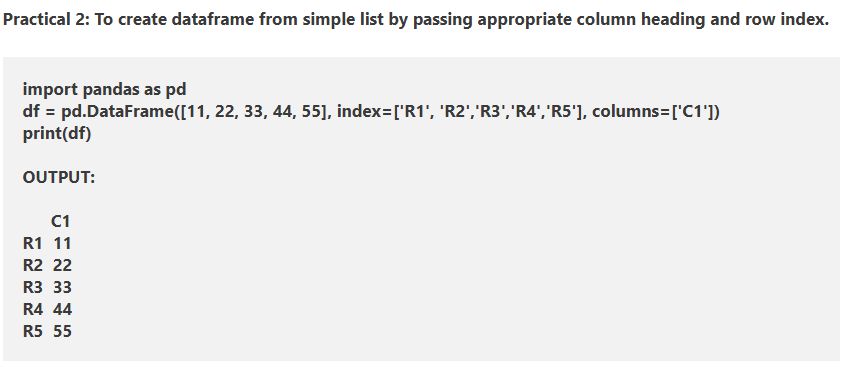 Practical 2: To create dataframe from simple list by passing appropriate column heading and row index.
import pandas as pd
df = pd.DataFrame([11, 22, 33, 44, 55], index=['R1', 'R2','R3','R4','R5'], columns=['C1'])
print(df)
OUTPUT:
C1
R1 11
R2 22
R3 33
R4 44
R5 55